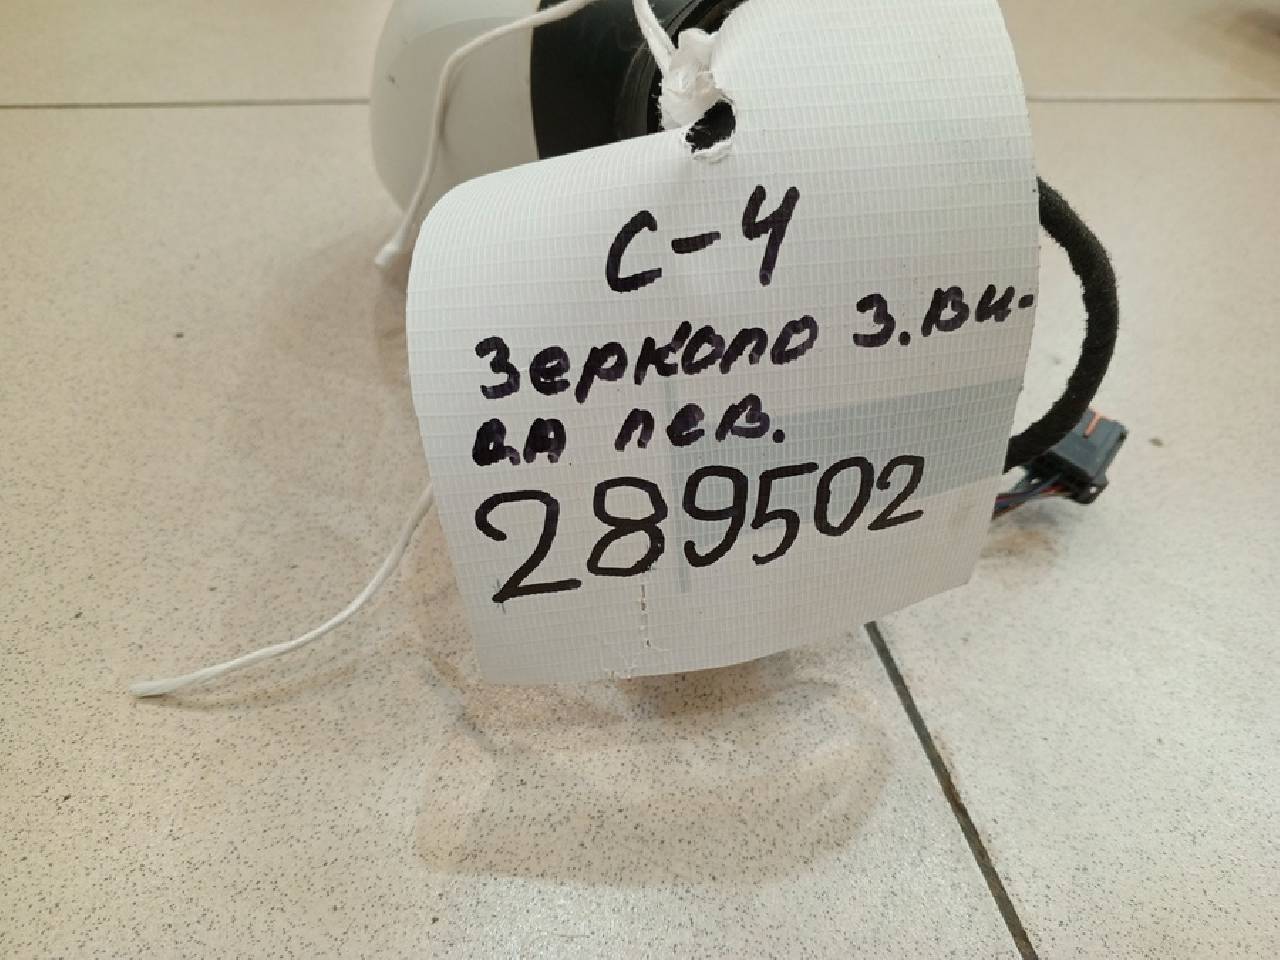 С-4
Зеркало З.Ви-
да лев.
289502